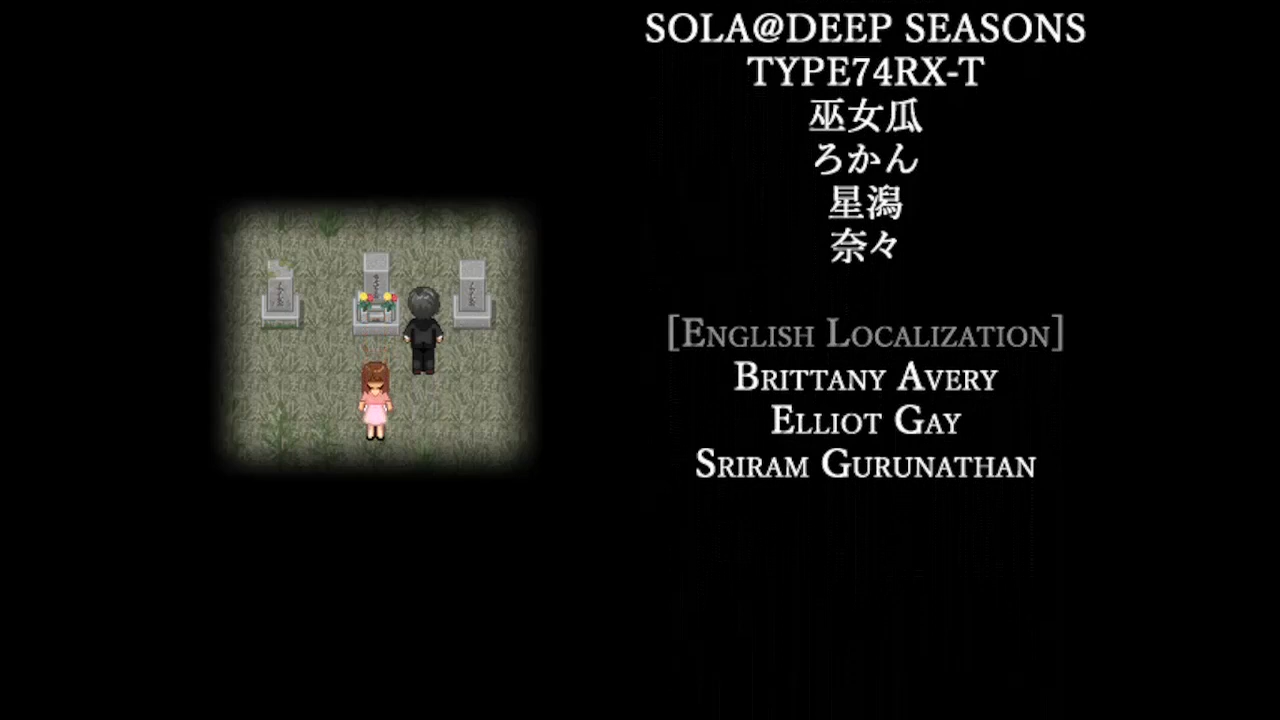 SOLA@DEEP SEASONS
TYPE74RX-T
巫女瓜
ろかん
星潟
奈々
[English Localization]
Brittany Avery
Elliot Gay
Sriram Gurunathan